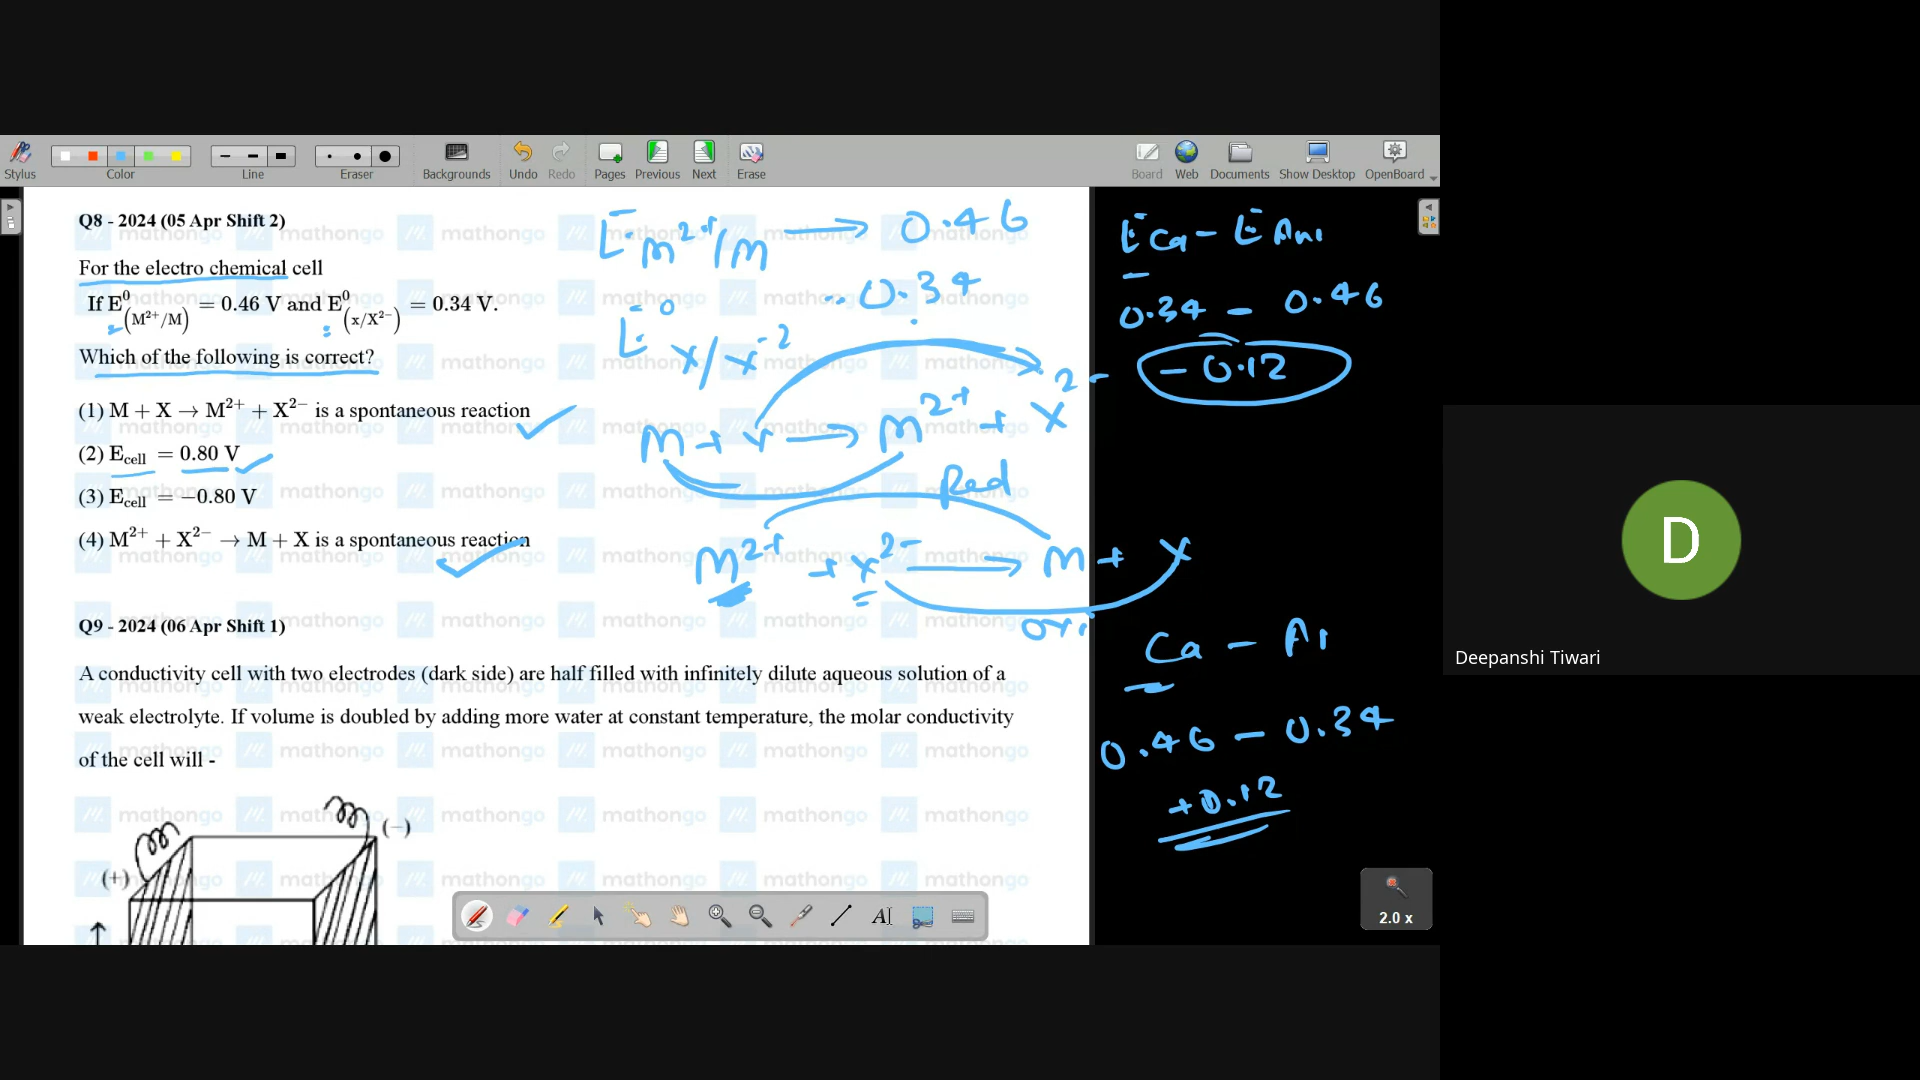 Stylus
Color
Line
Eraser
Backgrounds
Undo
Redo
Pages
Previous
Next
Erase
Board
Web
Documents
Show Desktop
OpenBoard
Q8 - 2024 (05 Apr Shift 2)
For the electro chemical cell
If E⁰(M²⁺/M) = 0.46 V and E⁰(x/X²⁻) = 0.34 V.
Which of the following is correct?
(1) M + X → M²⁺ + X²⁻ is a spontaneous reaction
(2) Ecell = 0.80 V
(3) Ecell = −0.80 V
(4) M²⁺ + X²⁻ → M + X is a spontaneous reaction
E° M²⁺/M → 0.46
0.34
E° X/X⁻²
M + X → M²⁺ + X²⁻
Red
M²⁺ + X²⁻ → M + X
E°Ca − E°
0.34 − 0.46
− 0.12
Ca −
0.46 − 0.34
+0.12
Q9 - 2024 (06 Apr Shift 1)
A conductivity cell with two electrodes (dark side) are half filled with infinitely dilute aqueous solution of a
weak electrolyte. If volume is doubled by adding more water at constant temperature, the molar conductivity
of the cell will -
(−)
(+)
mathongo
2.0 x
D
Deepanshi Tiwari